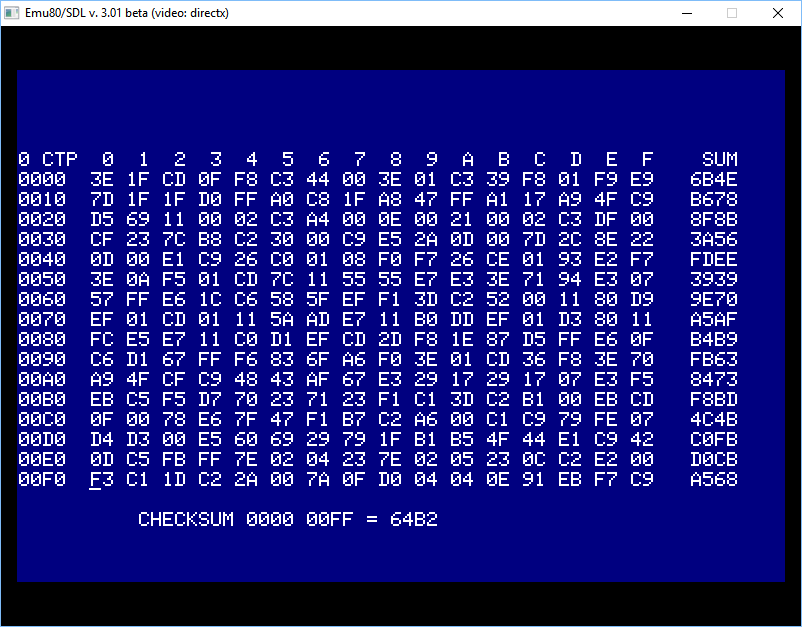 Emu80/SDL v. 3.01 beta (video: directx)
0 CTP 0 1 2 3 4 5 6 7 8 9 A B C D E F SUM
0000 3E 1F CD 0F F8 C3 44 00 3E 01 C3 39 F8 01 F9 E9 6B4E
0010 7D 1F 1F D0 FF A0 C8 1F A8 47 FF A1 17 A9 4F C9 B678
0020 D5 69 11 00 02 C3 A4 00 0E 00 21 00 02 C3 DF 00 8F8B
0030 CF 23 7C B8 C2 30 00 C9 E5 2A 0D 00 7D 2C 8E 22 3A56
0040 0D 00 E1 C9 26 C0 01 08 F0 F7 26 CE 01 93 E2 F7 FDEE
0050 3E 0A F5 01 CD 7C 11 55 55 E7 E3 3E 71 94 E3 07 3939
0060 57 FF E6 1C C6 58 5F EF F1 3D C2 52 00 11 80 D9 9E70
0070 EF 01 CD 01 11 5A AD E7 11 B0 DD EF 01 D3 80 11 A5AF
0080 FC E5 E7 11 C0 D1 EF CD 2D F8 1E 87 D5 FF E6 0F B4B9
0090 C6 D1 67 FF F6 83 6F A6 F0 3E 01 CD 36 F8 3E 70 FB63
00A0 A9 4F CF C9 48 43 AF 67 E3 29 17 29 17 07 E3 F5 8473
00B0 EB C5 F5 D7 70 23 71 23 F1 C1 3D C2 B1 00 EB CD F8BD
00C0 0F 00 78 E6 7F 47 F1 B7 C2 A6 00 C1 C9 79 FE 07 4C4B
00D0 D4 D3 00 E5 60 69 29 79 1F B1 B5 4F 44 E1 C9 42 C0FB
00E0 0D C5 FB FF 7E 02 04 23 7E 02 05 23 0C C2 E2 00 D0CB
00F0 F3 C1 1D C2 2A 00 7A 0F D0 04 04 0E 91 EB F7 C9 A568
CHECKSUM 0000 00FF = 64B2